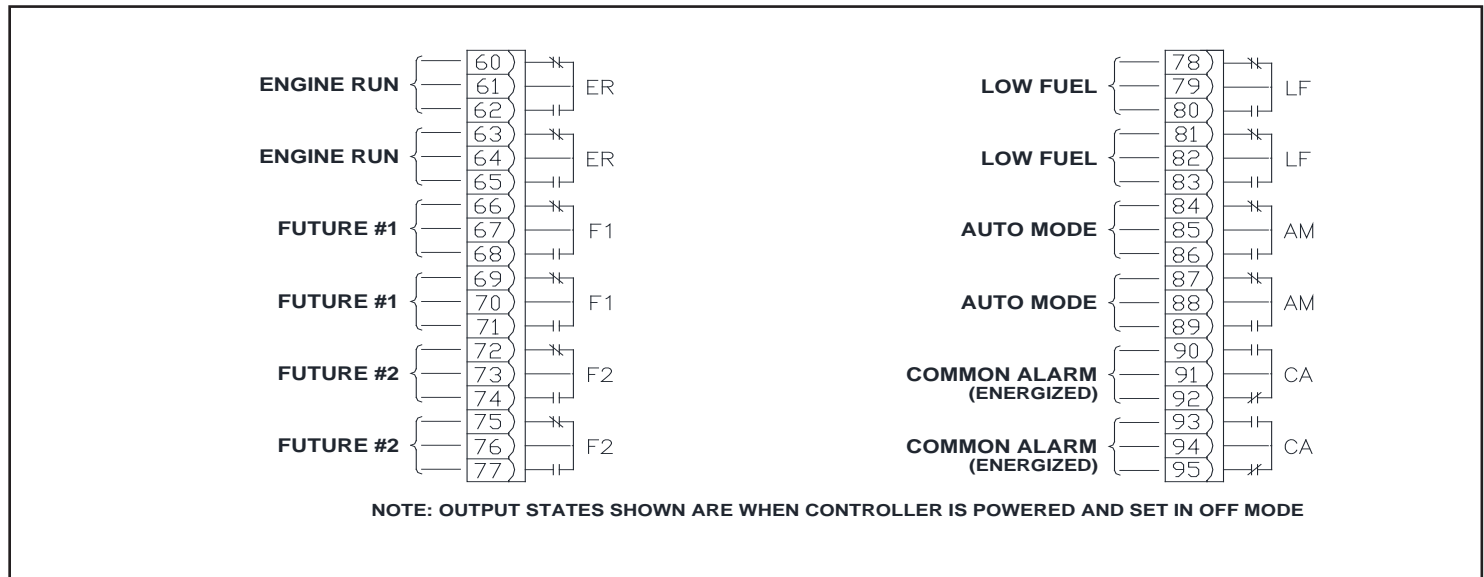 ENGINE RUN
60
61
62
ER
ENGINE RUN
63
64
65
ER
FUTURE #1
66
67
68
F1
FUTURE #1
69
70
71
F1
FUTURE #2
72
73
74
F2
FUTURE #2
75
76
77
F2
LOW FUEL
78
79
80
LF
LOW FUEL
81
82
83
LF
AUTO MODE
84
85
86
AM
AUTO MODE
87
88
89
AM
COMMON ALARM
(ENERGIZED)
90
91
92
CA
COMMON ALARM
(ENERGIZED)
93
94
95
CA
NOTE: OUTPUT STATES SHOWN ARE WHEN CONTROLLER IS POWERED AND SET IN OFF MODE